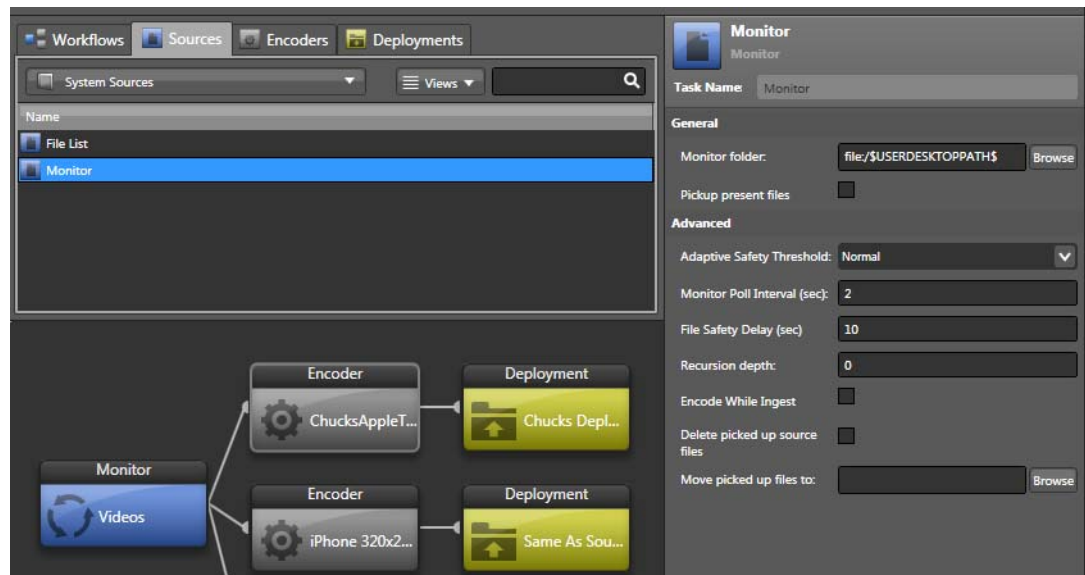 Workflows Sources Encoders Deployments
System Sources Views
Name
File List
Monitor
Monitor
Monitor
Task Name Monitor
General
Monitor folder: file:/$USERDESKTOPPATH$ Browse
Pickup present files
Advanced
Adaptive Safety Threshold: Normal
Monitor Poll Interval (sec): 2
File Safety Delay (sec) 10
Recursion depth: 0
Encode While Ingest
Delete picked up source
files
Move picked up files to: Browse
Encoder Deployment
ChucksAppleT... Chucks Depl...
Monitor
Videos
Encoder Deployment
iPhone 320x2... Same As Sou...